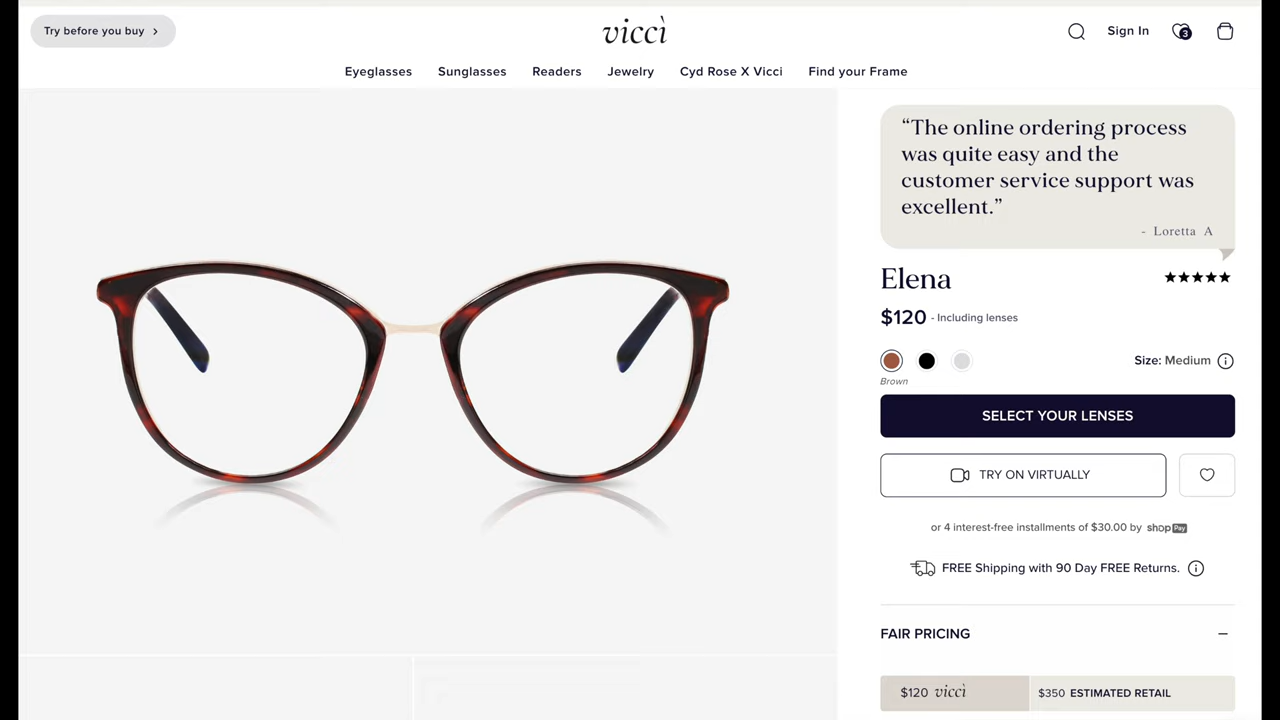 Try before you buy >
viccì
Sign In
3
Eyeglasses
Sunglasses
Readers
Jewelry
Cyd Rose X Vicci
Find your Frame
“The online ordering process
was quite easy and the
customer service support was
excellent.”
- Loretta A
Elena
$120 - Including lenses
Size: Medium
Brown
SELECT YOUR LENSES
TRY ON VIRTUALLY
or 4 interest-free installments of $30.00 by shop Pay
FREE Shipping with 90 Day FREE Returns.
FAIR PRICING
$120 viccì
$350 ESTIMATED RETAIL